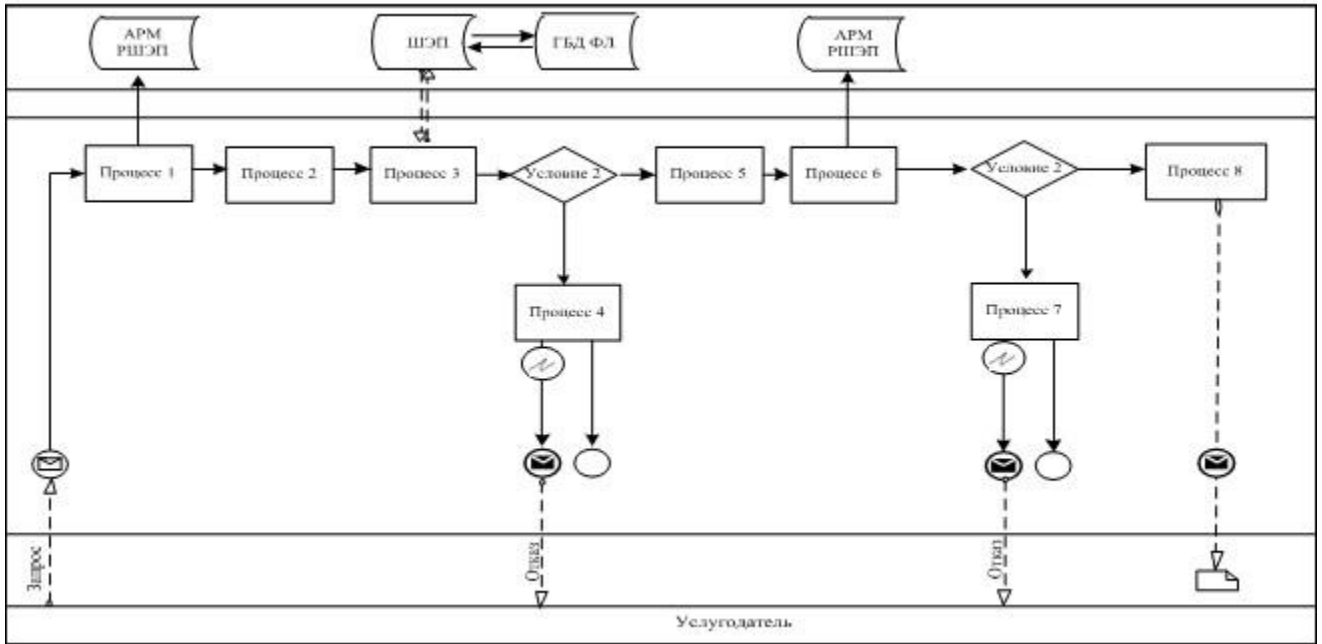 АРМ
РШЭП
ШЭП
ГБД ФЛ
АРМ
РШЭП
Процесс 1
Процесс 2
Процесс 3
Условие 2
Процесс 5
Процесс 6
Условие 2
Процесс 8
Процесс 4
Процесс 7
Запрос
Отказ
Отказ
Услугодатель